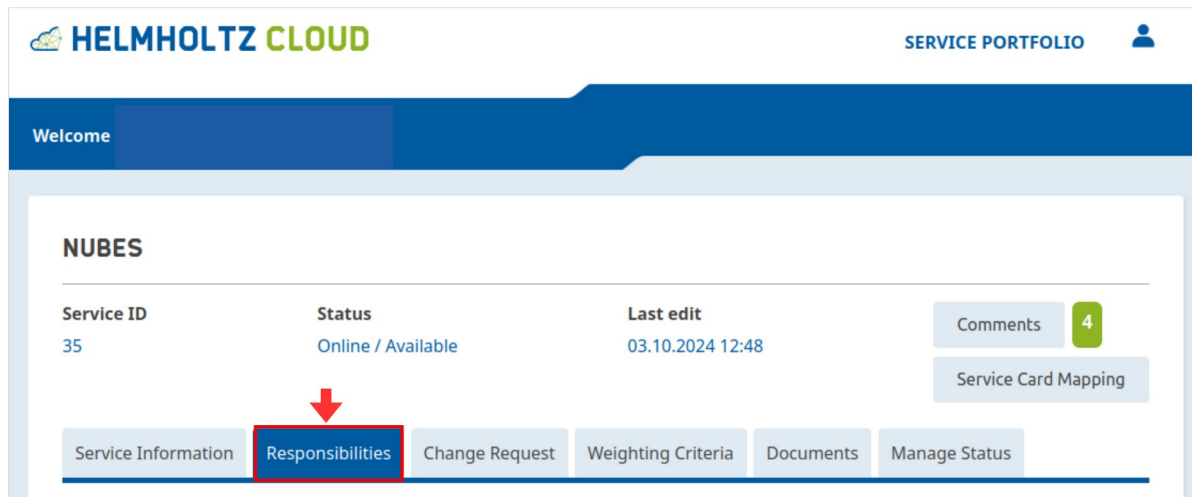 HELMHOLTZ CLOUD
SERVICE PORTFOLIO
Welcome
NUBES
Service ID
Status
Last edit
35
Online / Available
03.10.2024 12:48
Comments
4
Service Card Mapping
Service Information
Responsibilities
Change Request
Weighting Criteria
Documents
Manage Status